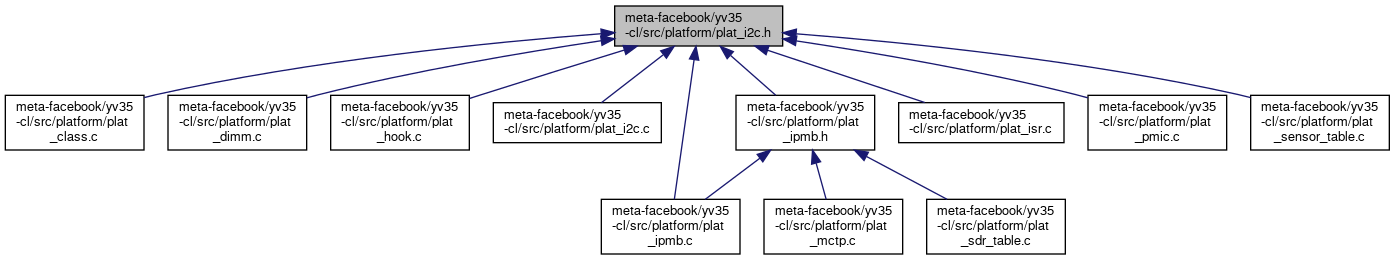 meta-facebook/yv35
-cl/src/platform/plat_i2c.h
meta-facebook/yv35
-cl/src/platform/plat
_class.c
meta-facebook/yv35
-cl/src/platform/plat
_dimm.c
meta-facebook/yv35
-cl/src/platform/plat
_hook.c
meta-facebook/yv35
-cl/src/platform/plat_i2c.c
meta-facebook/yv35
-cl/src/platform/plat
_ipmb.h
meta-facebook/yv35
-cl/src/platform/plat_isr.c
meta-facebook/yv35
-cl/src/platform/plat
_pmic.c
meta-facebook/yv35
-cl/src/platform/plat
_sensor_table.c
meta-facebook/yv35
-cl/src/platform/plat
_ipmb.c
meta-facebook/yv35
-cl/src/platform/plat
_mctp.c
meta-facebook/yv35
-cl/src/platform/plat
_sdr_table.c